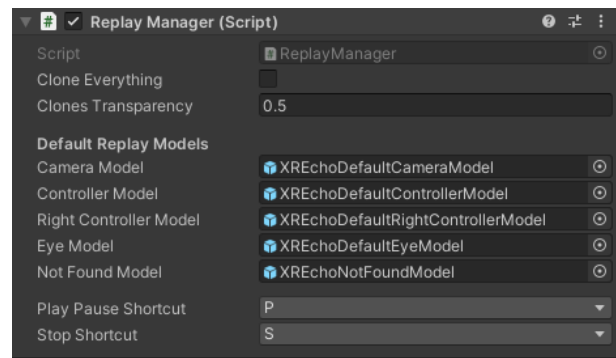 Replay Manager (Script)
Script ReplayManager
Clone Everything
Clones Transparency 0.5
Default Replay Models
Camera Model XREchoDefaultCameraModel
Controller Model XREchoDefaultControllerModel
Right Controller Model XREchoDefaultRightControllerModel
Eye Model XREchoDefaultEyeModel
Not Found Model XREchoNotFoundModel
Play Pause Shortcut P
Stop Shortcut S